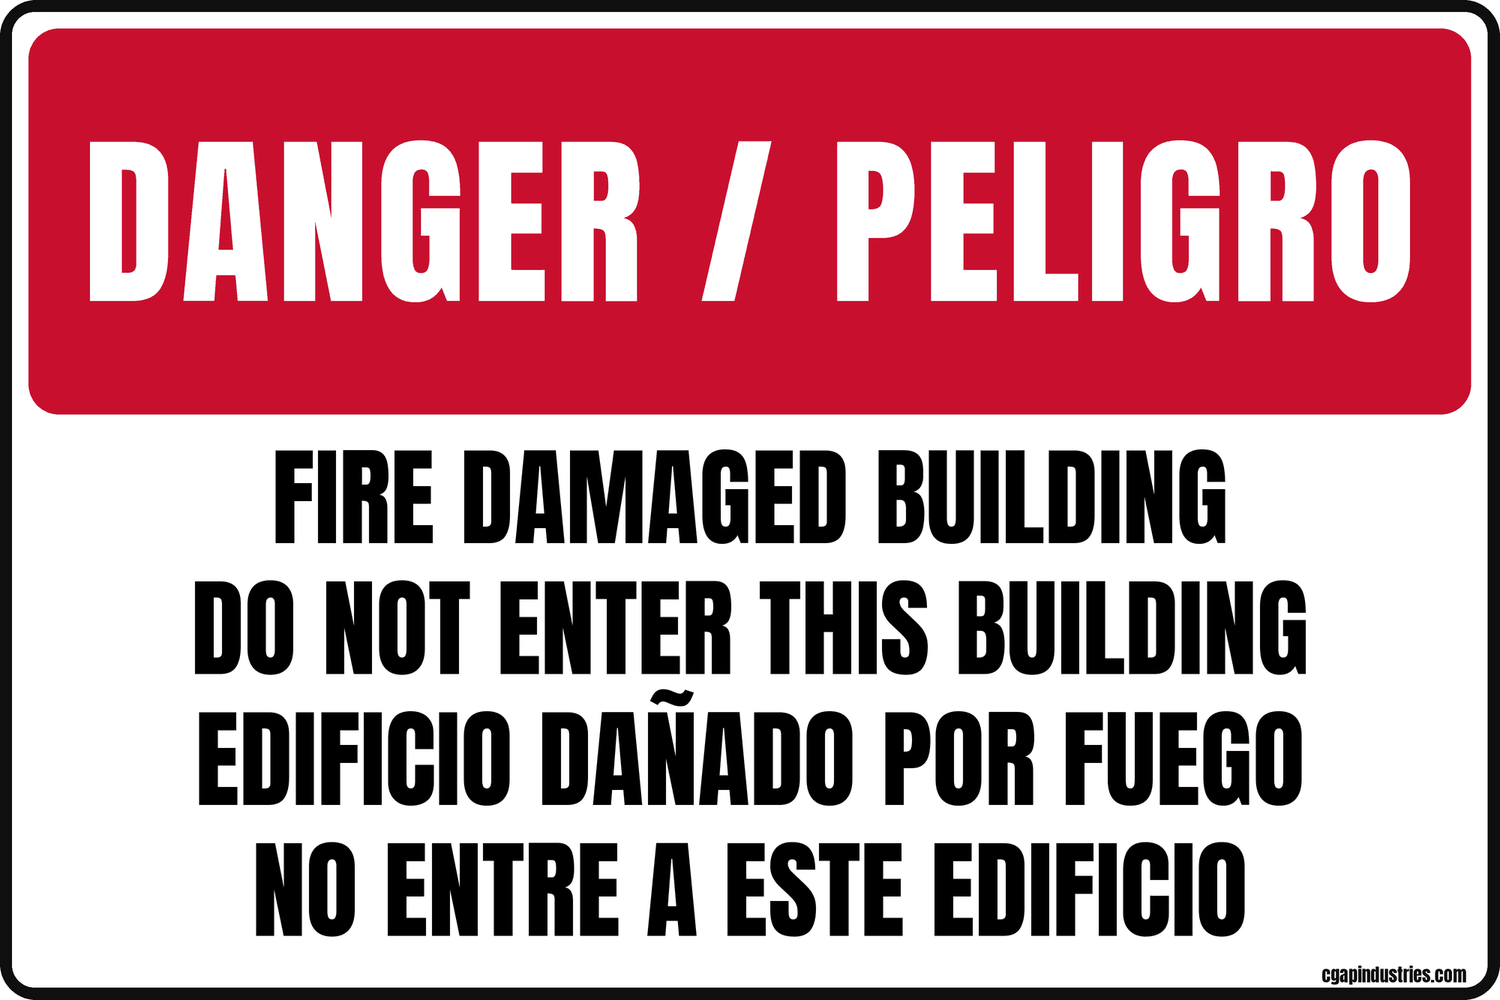 DANGER / PELIGRO
FIRE DAMAGED BUILDING
DO NOT ENTER THIS BUILDING
EDIFICIO DAÑADO POR FUEGO
NO ENTRE A ESTE EDIFICIO
cgapindustries.com